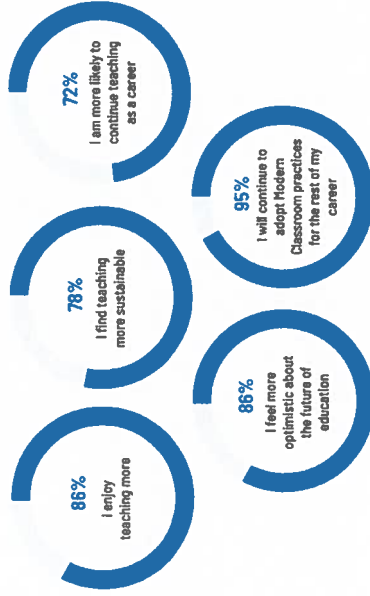 86%
I enjoy
teaching more
78%
I find teaching
more sustainable
72%
I am more likely to
continue teaching
as a career
86%
I feel more
optimistic about
the future of
education
95%
I will continue to
adopt Modern
Classroom practices
for the rest of my
career